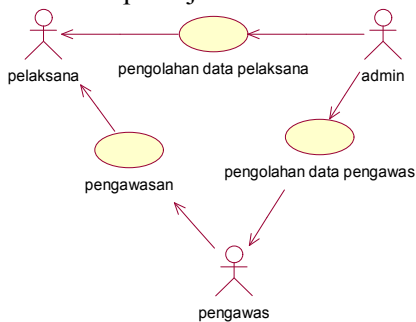 pelaksana
pengolahan data pelaksana
admin
pengawasan
pengolahan data pengawas
pengawas